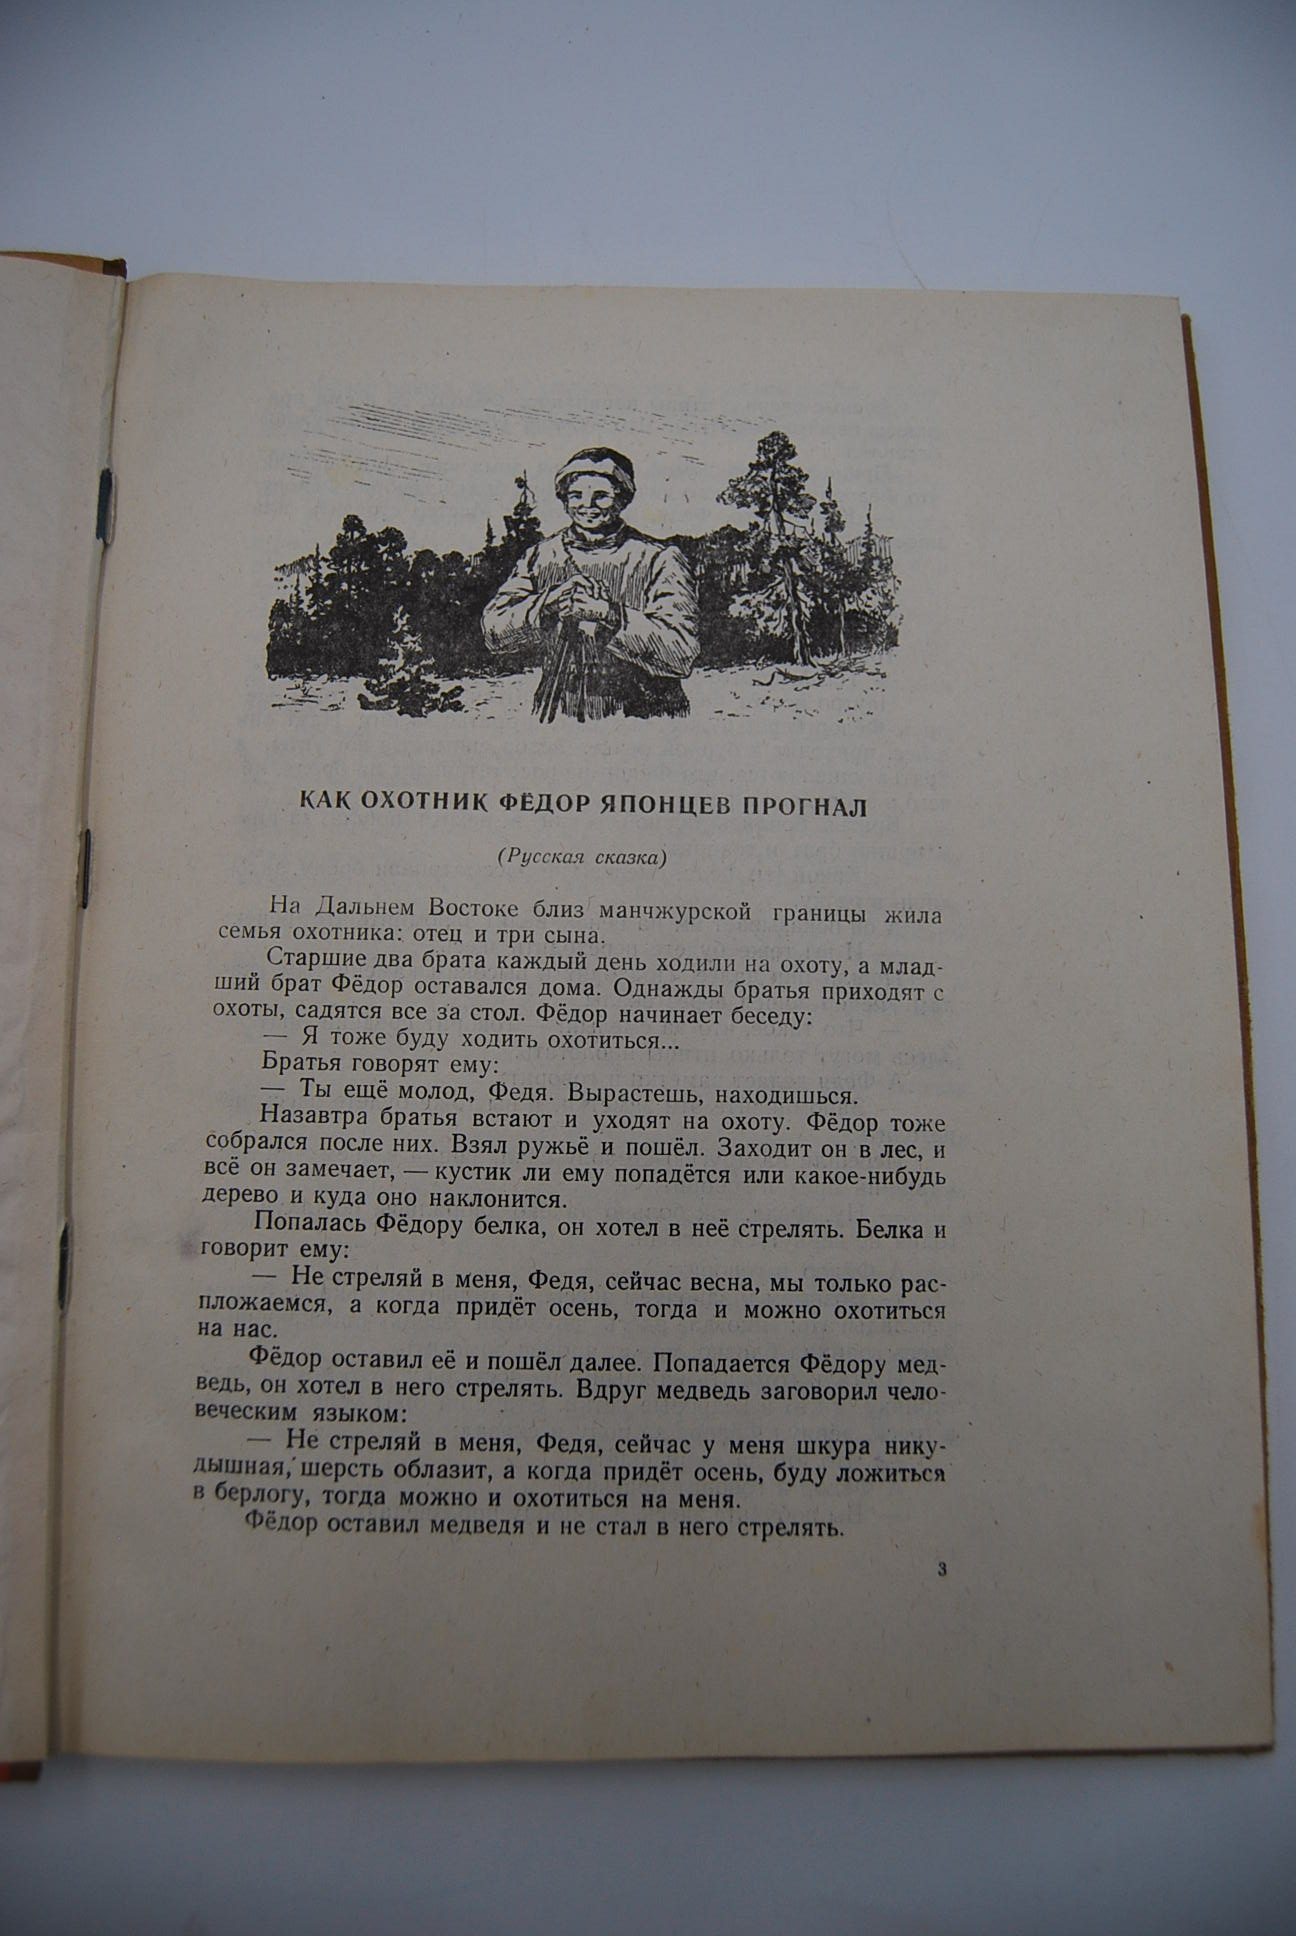 КАК ОХОТНИК ФЁДОР ЯПОНЦЕВ ПРОГНАЛ
(Русская сказка)
На Дальнем Востоке близ манчжурской границы жила
семья охотника: отец и три сына.
Старшие два брата каждый день ходили на охоту, а млад-
ший брат Фёдор оставался дома. Однажды братья приходят с
охоты, садятся все за стол. Фёдор начинает беседу:
— Я тоже буду ходить охотиться...
Братья говорят ему:
— Ты ещё молод, Федя. Вырастешь, находишься.
Назавтра братья встают и уходят на охоту. Фёдор тоже
собрался после них. Взял ружьё и пошёл. Заходит он в лес, и
всё он замечает, — кустик ли ему попадётся или какое-нибудь
дерево и куда оно наклонится.
Попалась Фёдору белка, он хотел в неё стрелять. Белка и
говорит ему:
— Не стреляй в меня, Федя, сейчас весна, мы только рас-
пложаемся, а когда придёт осень, тогда и можно охотиться
на нас.
Фёдор оставил её и пошёл далее. Попадается Фёдору мед-
ведь, он хотел в него стрелять. Вдруг медведь заговорил чело-
веческим языком:
— Не стреляй в меня, Федя, сейчас у меня шкура нику-
дышная, шерсть облазит, а когда придёт осень, буду ложиться
в берлогу, тогда можно и охотиться на меня.
Фёдор оставил медведя и не стал в него стрелять.
3